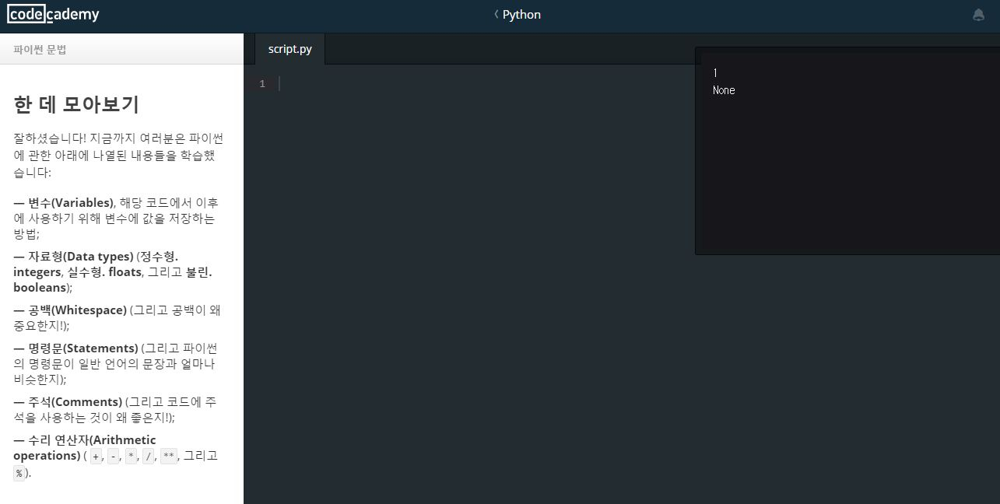 codecademy
〈 Python
파이썬 문법
script.py
한 데 모아보기
잘하셨습니다! 지금까지 여러분은 파이썬
에 관한 아래에 나열된 내용들을 학습했
습니다:
— 변수(Variables), 해당 코드에서 이후
에 사용하기 위해 변수에 값을 저장하는
방법;
— 자료형(Data types) (정수형.
integers, 실수형. floats, 그리고 불린.
booleans);
— 공백(Whitespace) (그리고 공백이 왜
중요한지!);
— 명령문(Statements) (그리고 파이썬
의 명령문이 일반 언어의 문장과 얼마나
비슷한지);
— 주석(Comments) (그리고 코드에 주
석을 사용하는 것이 왜 좋은지!);
— 수리 연산자(Arithmetic
operations) ( +, -, *, /, **, 그리고
%).
1
1
None